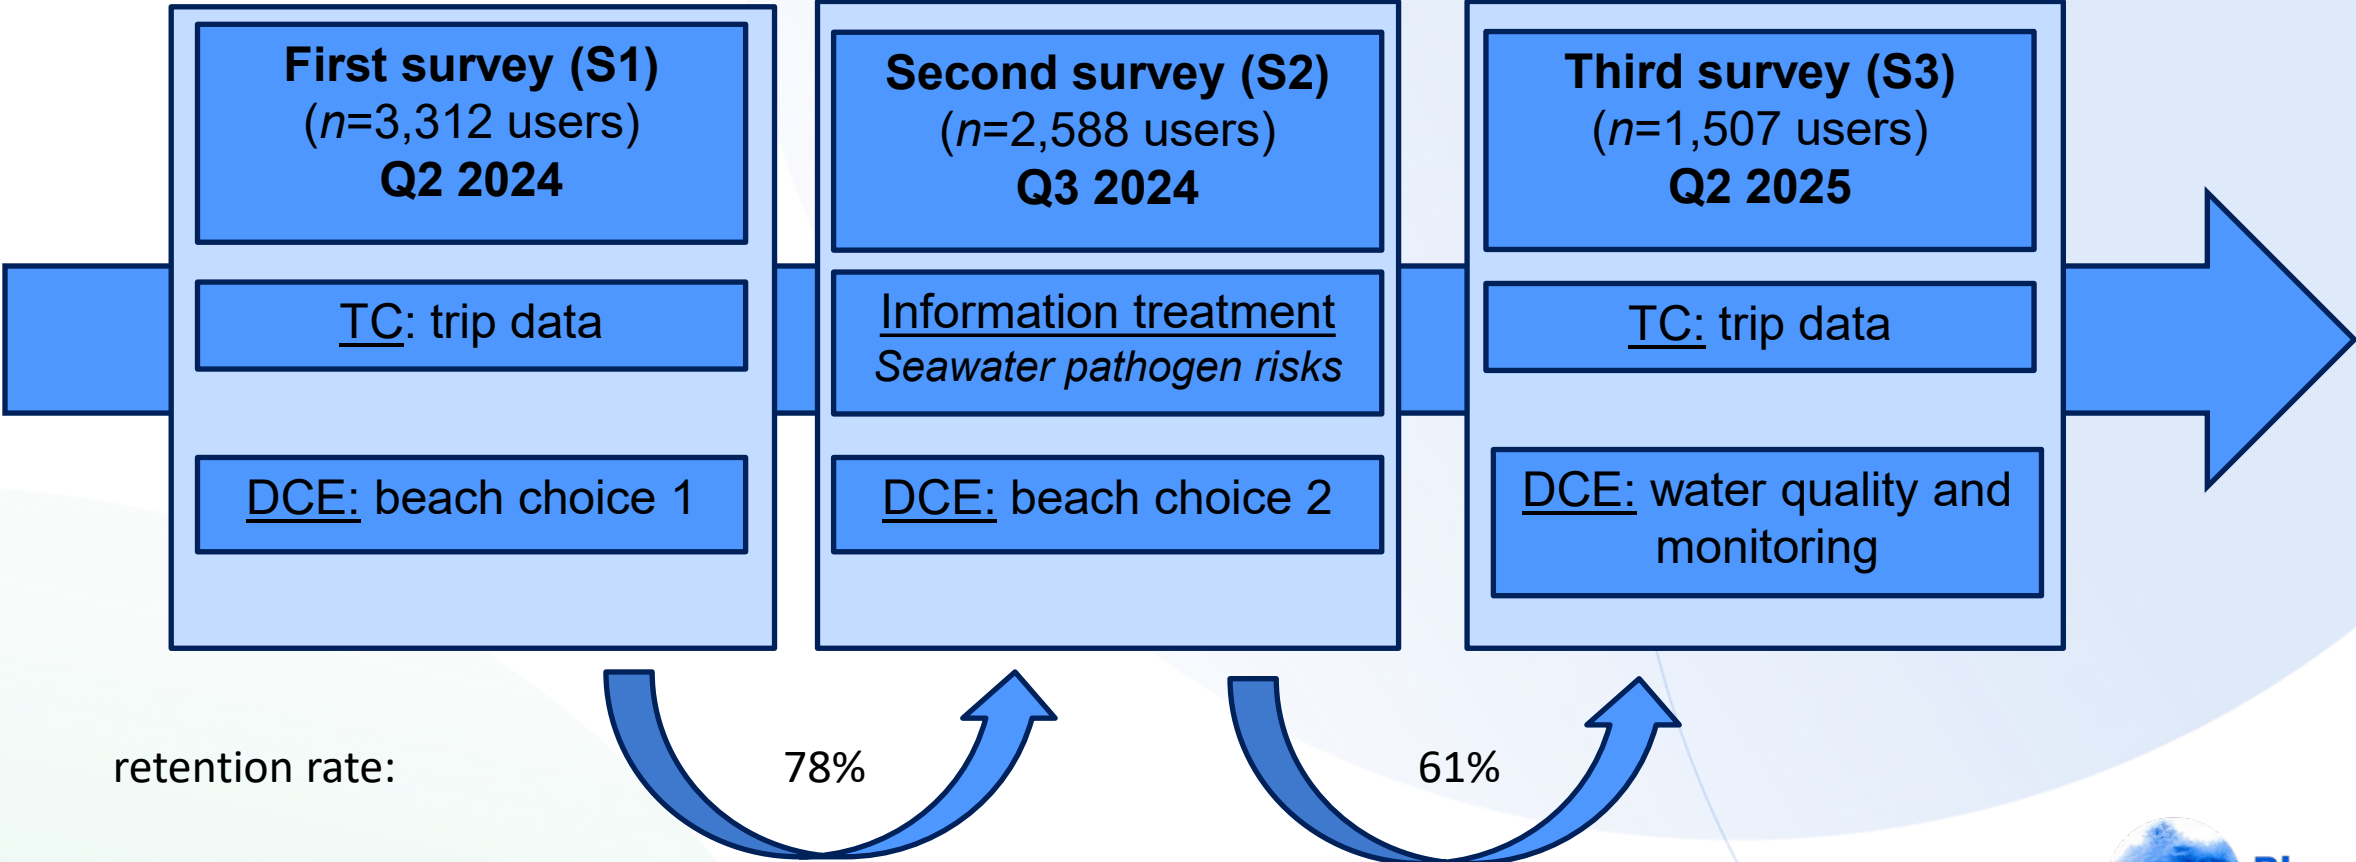 First survey (S1)
(n=3,312 users)
Q2 2024
TC: trip data
DCE: beach choice 1
Second survey (S2)
(n=2,588 users)
Q3 2024
Information treatment
Seawater pathogen risks
DCE: beach choice 2
Third survey (S3)
(n=1,507 users)
Q2 2025
TC: trip data
DCE: water quality and
monitoring
retention rate:
78%
61%